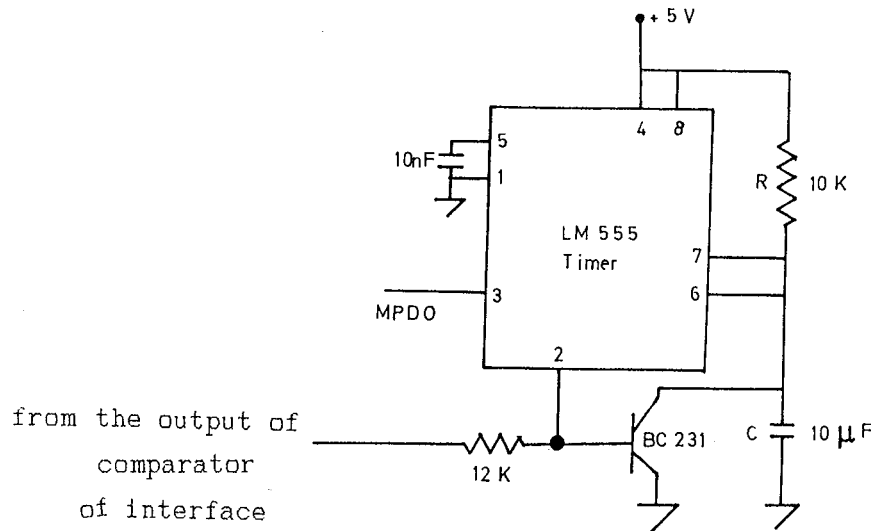 + 5 V
4 8
5
10nF
1
R 10 K
LM 555
Timer
7
6
3
MPDO
2
from the output of
comparator
of interface
12 K
BC 231
C 10 μF